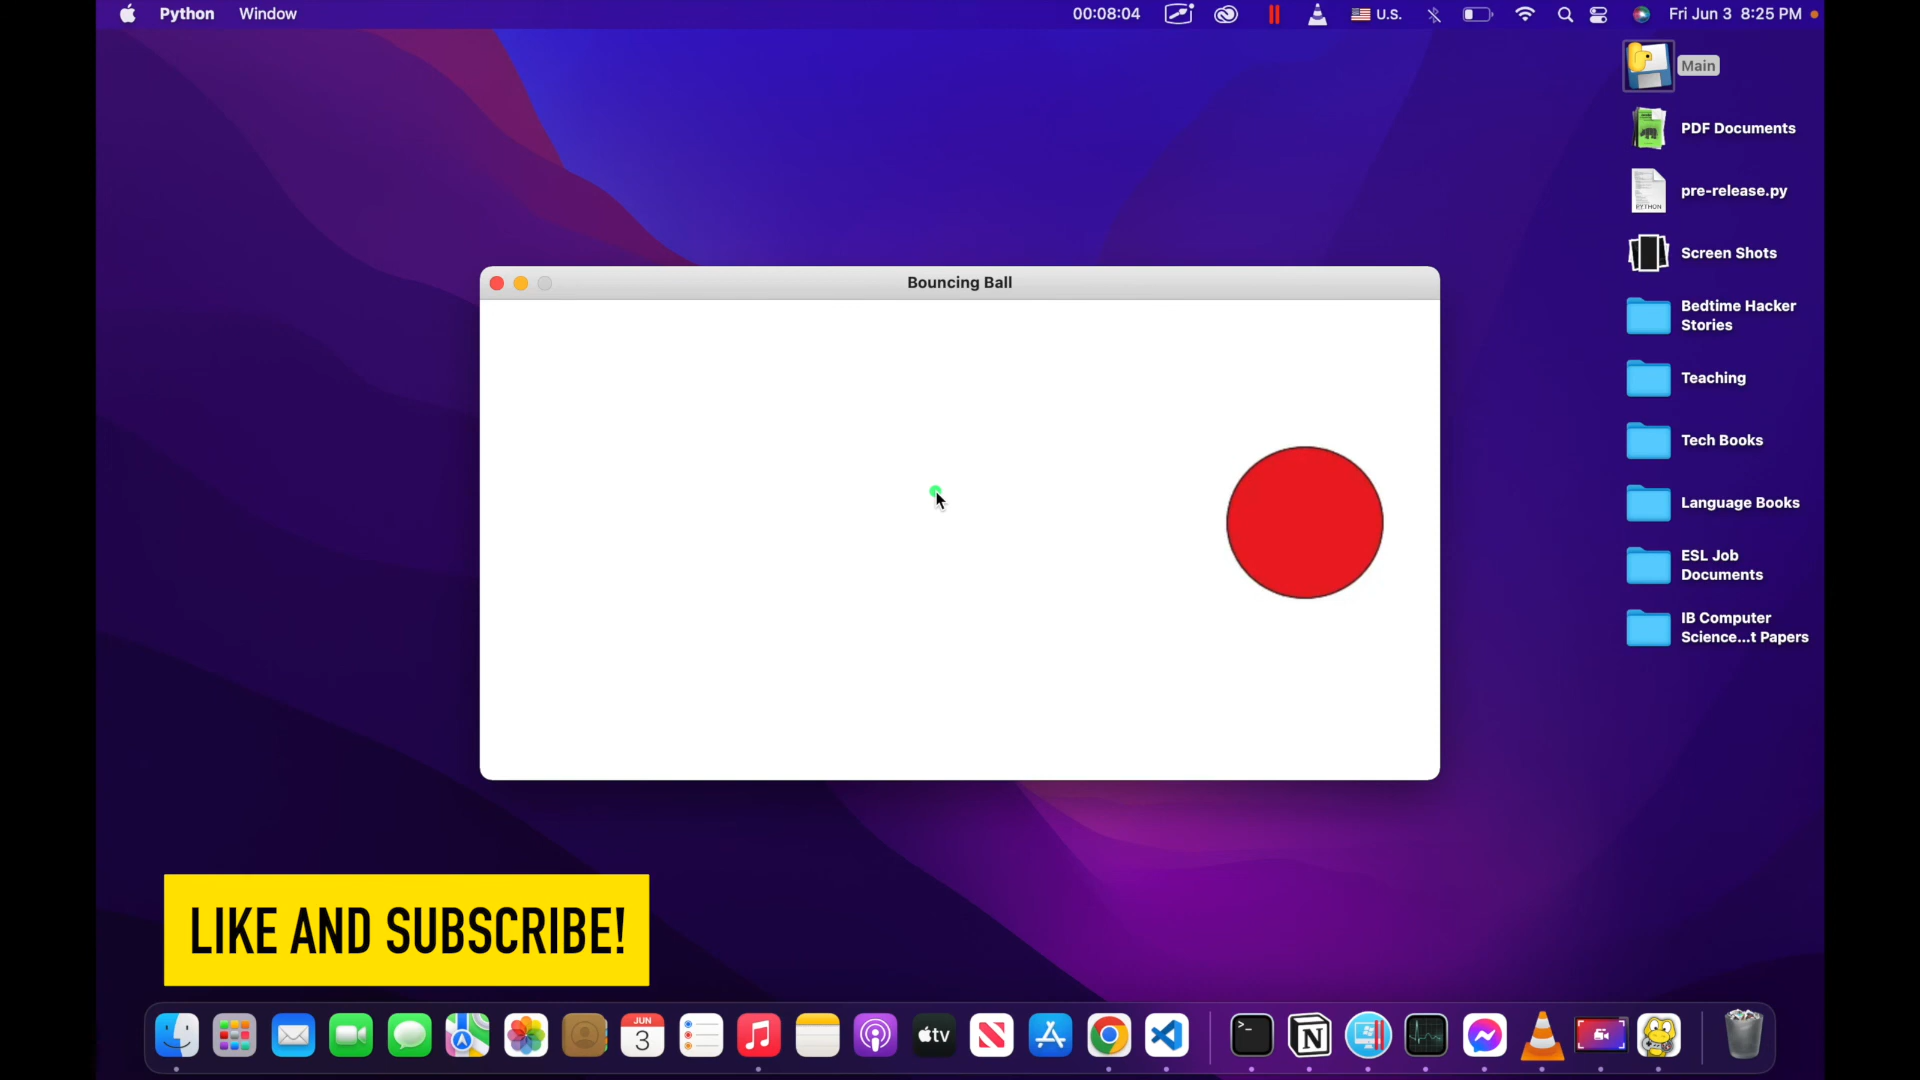 Python Window 00:08:04 U.S. Fri Jun 3 8:25 PM
Main
PDF Documents
pre-release.py
PYTHON
Screen Shots
Bouncing Ball
Bedtime Hacker
Stories
Teaching
Tech Books
Language Books
ESL Job
Documents
IB Computer
Science...t Papers
LIKE AND SUBSCRIBE!
JUN
3
tv